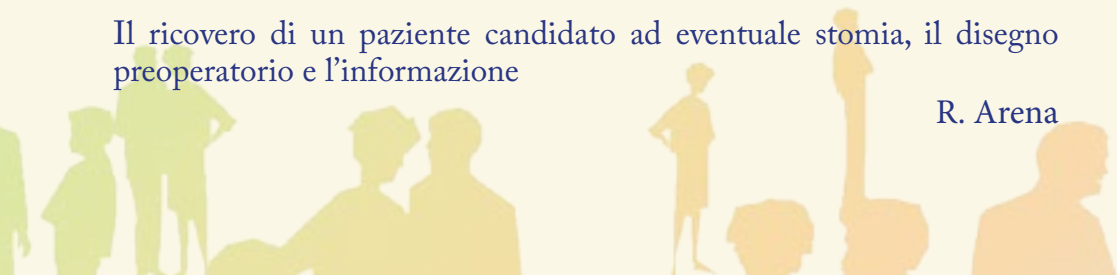 Il ricovero di un paziente candidato ad eventuale stomia, il disegno
preoperatorio e l'informazione
R. Arena